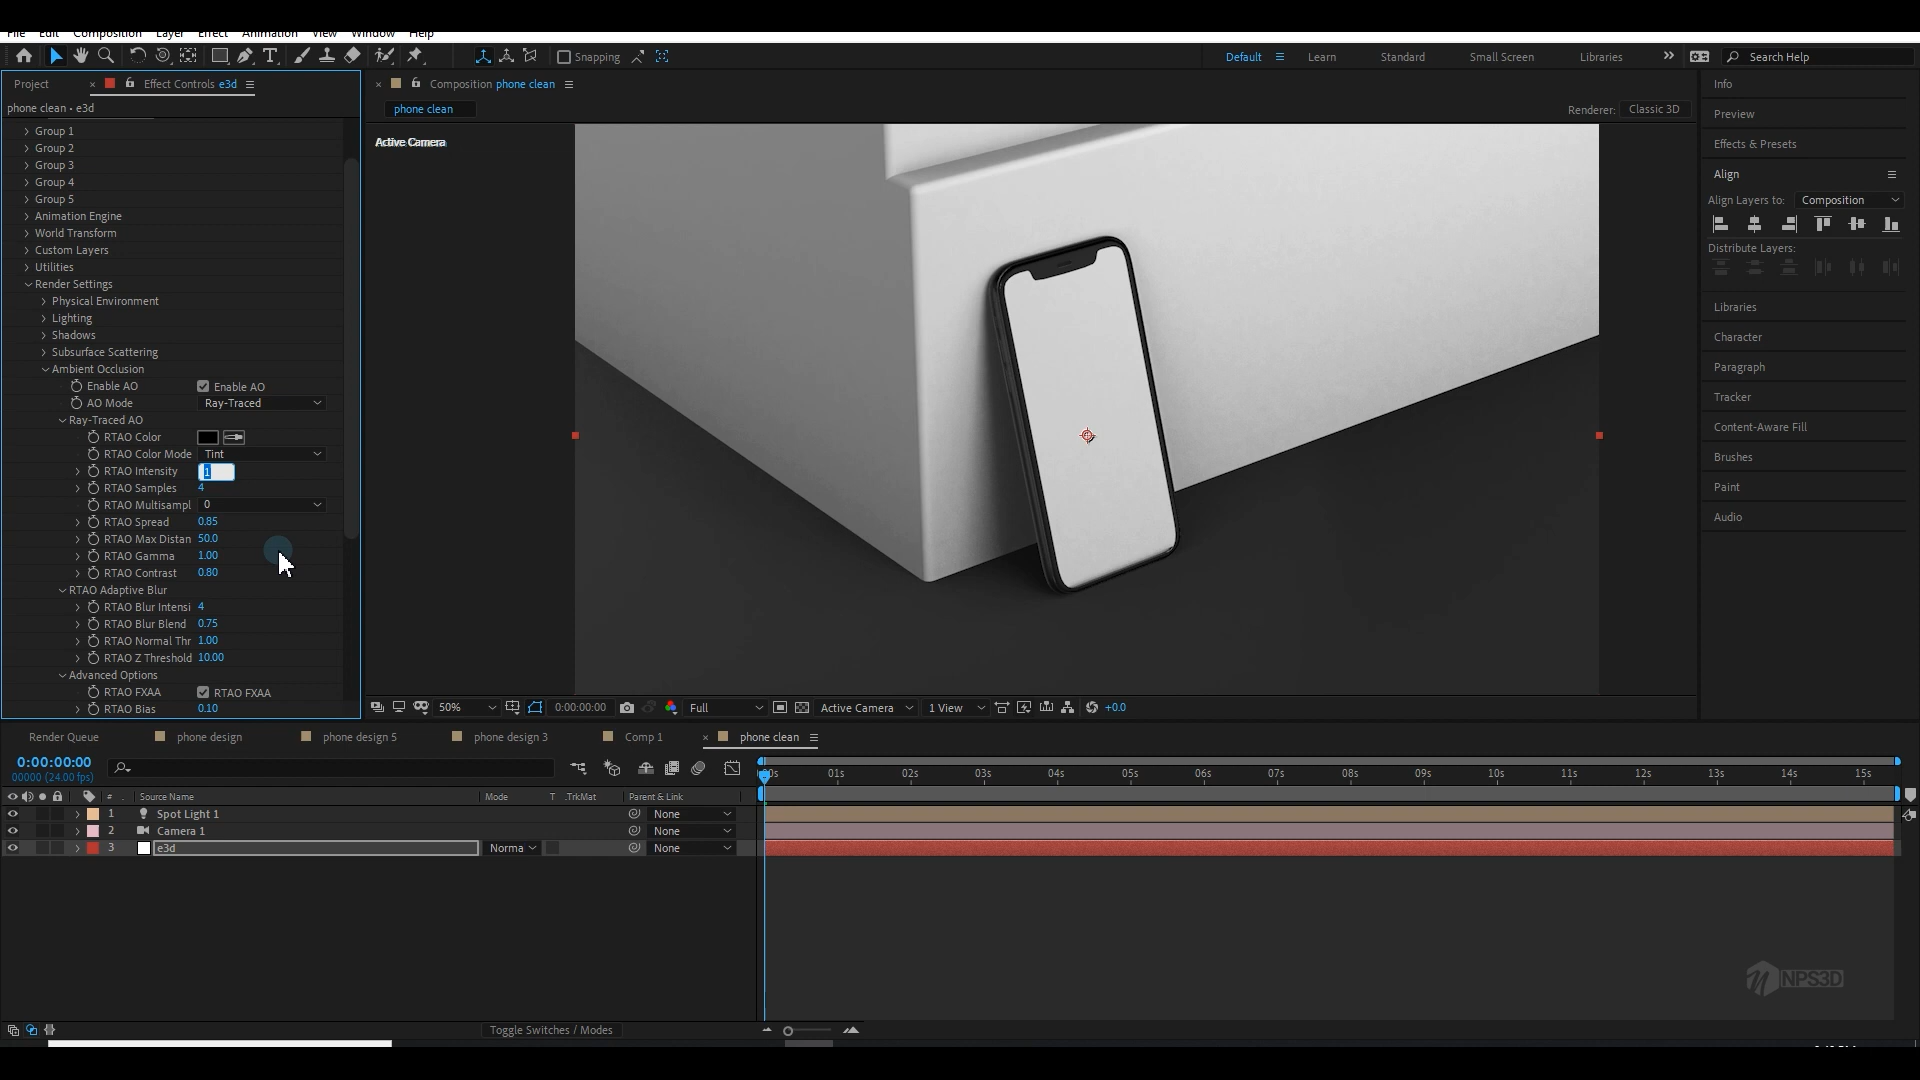 File Edit Composition Layer Effect Animation View Window Help
Snapping
Default Learn Standard Small Screen Libraries » Search Help
Project × Effect Controls e3d
phone clean • e3d
Group 1
Group 2
Group 3
Group 4
Group 5
Animation Engine
World Transform
Custom Layers
Utilities
Render Settings
Physical Environment
Lighting
Shadows
Subsurface Scattering
Ambient Occlusion
Enable AO Enable AO
AO Mode Ray-Traced
Ray-Traced AO
RTAO Color
RTAO Color Mode Tint
RTAO Intensity 1
RTAO Samples 4
RTAO Multisampl 0
RTAO Spread 0.85
RTAO Max Distan 50.0
RTAO Gamma 1.00
RTAO Contrast 0.80
RTAO Adaptive Blur
RTAO Blur Intensi 4
RTAO Blur Blend 0.75
RTAO Normal Thr 1.00
RTAO Z Threshold 10.00
Advanced Options
RTAO FXAA RTAO FXAA
RTAO Bias 0.10
× Composition phone clean
phone clean
Renderer: Classic 3D
Active Camera
50% 0:00:00:00 Full Active Camera 1 View +0.0
Info
Preview
Effects & Presets
Align
Align Layers to: Composition
Distribute Layers:
Libraries
Character
Paragraph
Tracker
Content-Aware Fill
Brushes
Paint
Audio
Render Queue phone design phone design 5 phone design 3 Comp 1 × phone clean
0:00:00:00
00000 (24.00 fps)
# . Source Name Mode T .TrkMat Parent & Link
1 Spot Light 1 None
2 Camera 1 None
3 e3d Norma None
:00s 01s 02s 03s 04s 05s 06s 07s 08s 09s 10s 11s 12s 13s 14s 15s
NPS3D
Toggle Switches / Modes